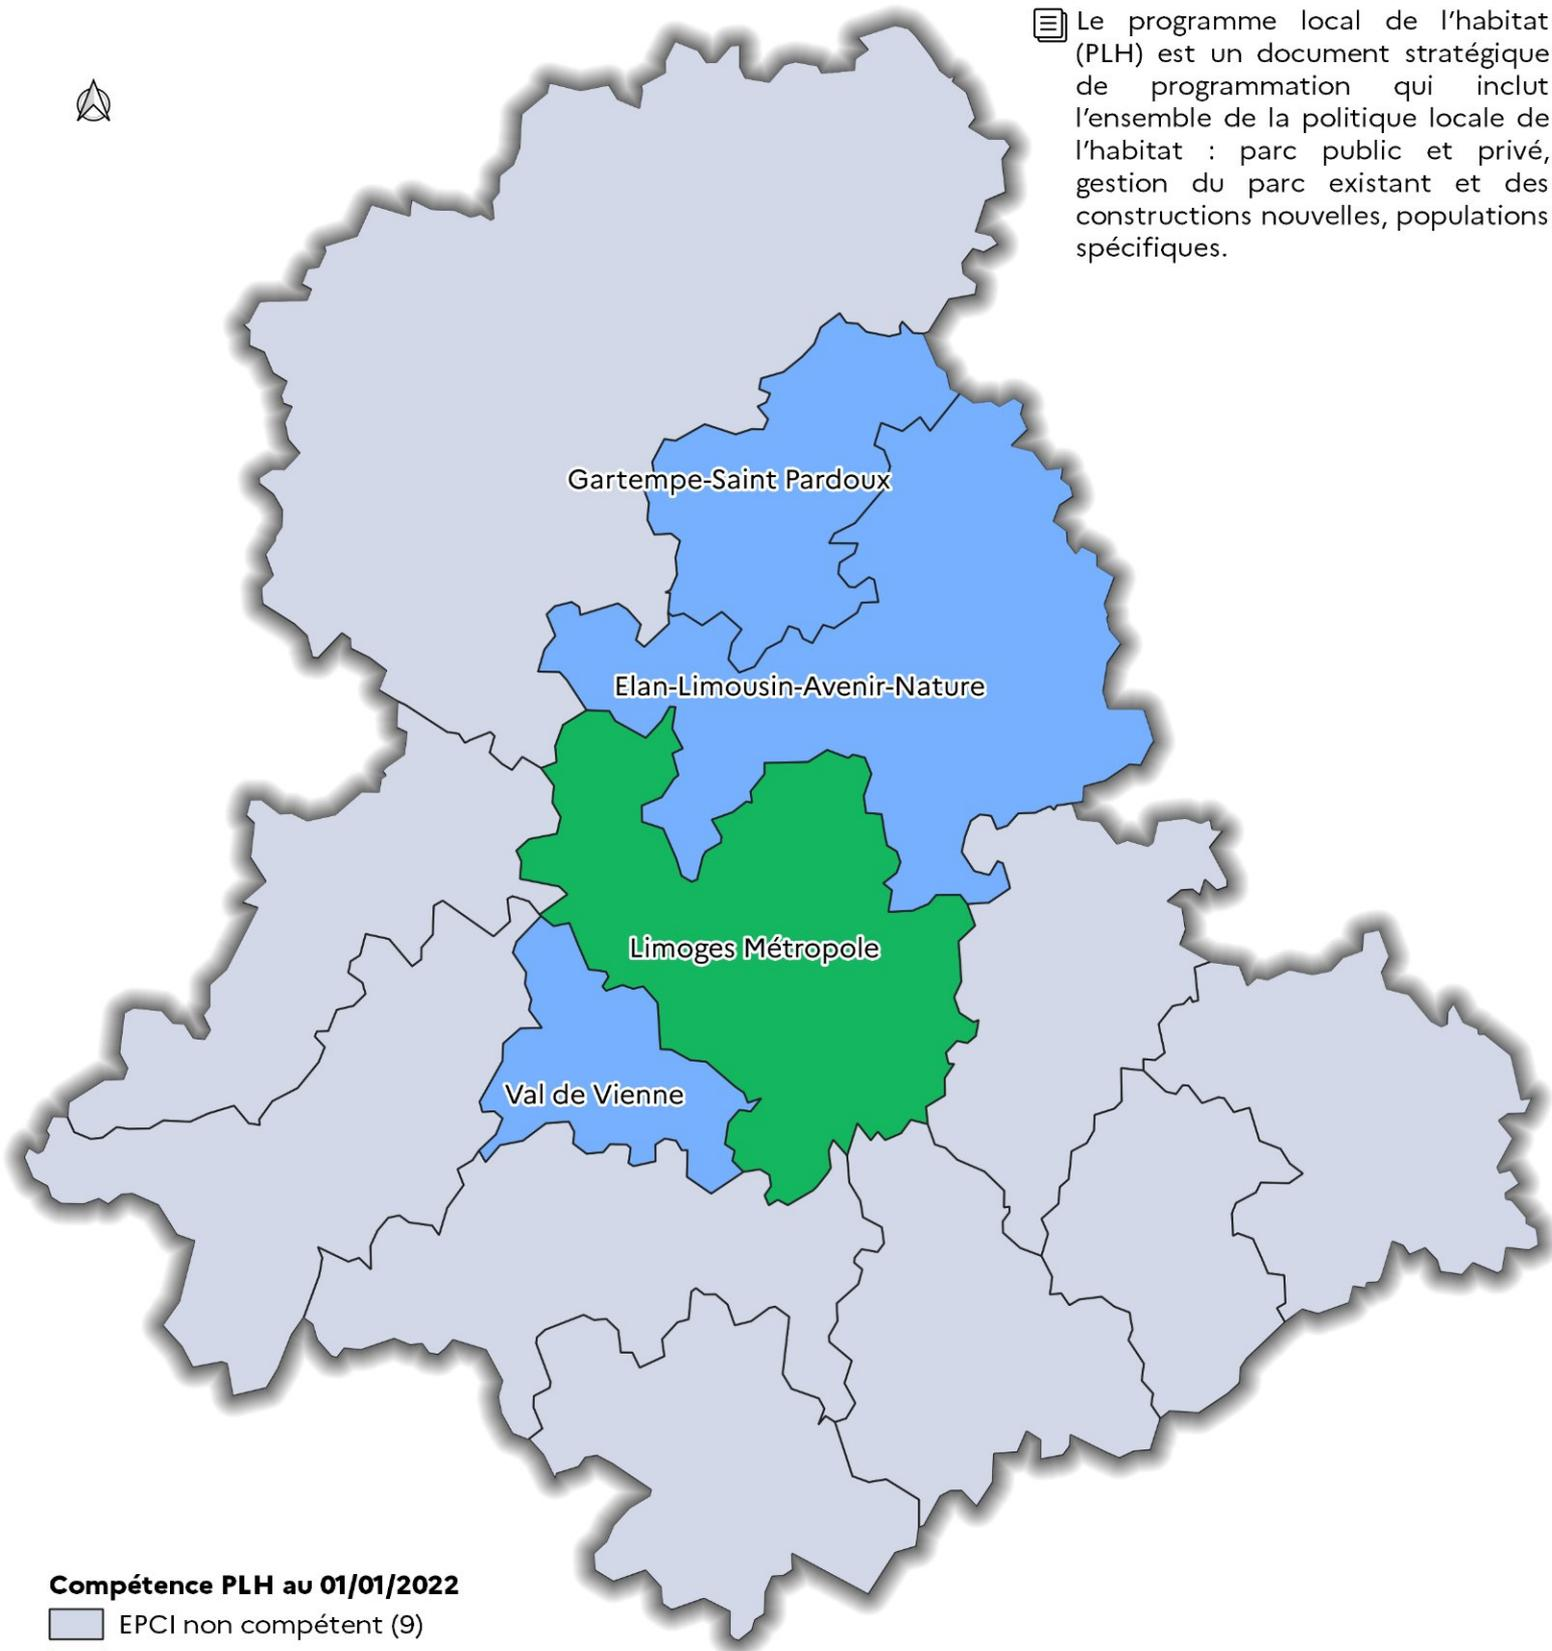 Le programme local de l'habitat
(PLH) est un document stratégique
de programmation qui inclut
l'ensemble de la politique locale de
l'habitat : parc public et privé,
gestion du parc existant et des
constructions nouvelles, populations
spécifiques.
Gartempe-Saint Pardoux
Elan-Limousin-Avenir-Nature
Limoges Métropole
Val de Vienne
Compétence PLH au 01/01/2022
EPCI non compétent (9)